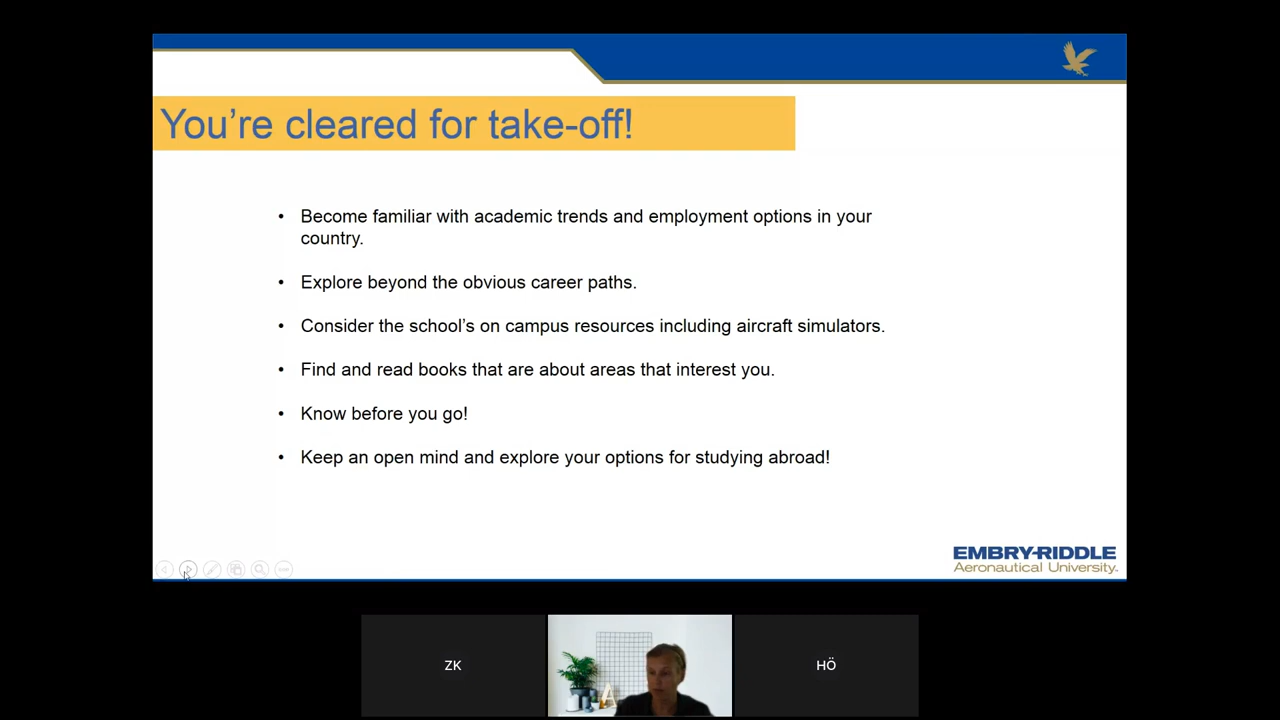 You're cleared for take-off!
• Become familiar with academic trends and employment options in your
country.
• Explore beyond the obvious career paths.
• Consider the school's on campus resources including aircraft simulators.
• Find and read books that are about areas that interest you.
• Know before you go!
• Keep an open mind and explore your options for studying abroad!
EMBRY-RIDDLE
Aeronautical University.
ZK
A
HÖ